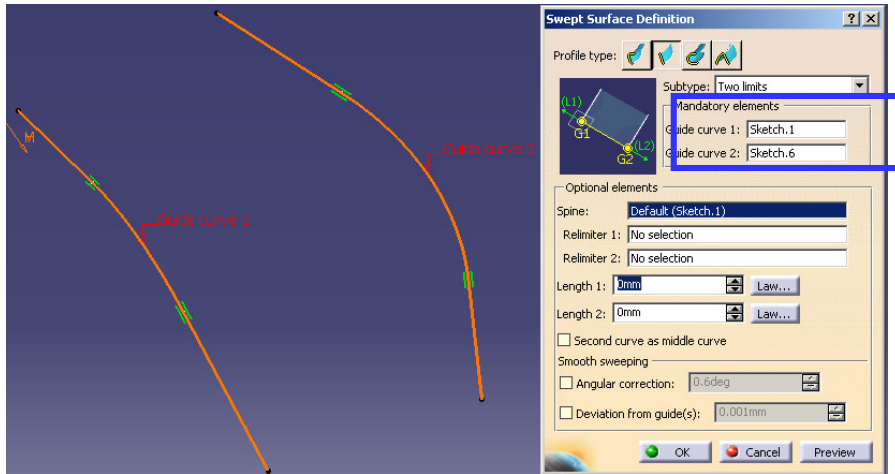 M
Guide curve 1
Guide curve 2
Swept Surface Definition
Profile type:
Subtype: Two limits
Mandatory elements
Guide curve 1: Sketch.1
Guide curve 2: Sketch.6
(L1)
G1
(L2)
G2
Optional elements
Spine: Default (Sketch.1)
Relimiter 1: No selection
Relimiter 2: No selection
Length 1: 0mm Law...
Length 2: 0mm Law...
Second curve as middle curve
Smooth sweeping
Angular correction: 0.6deg
Deviation from guide(s): 0.001mm
OK Cancel Preview